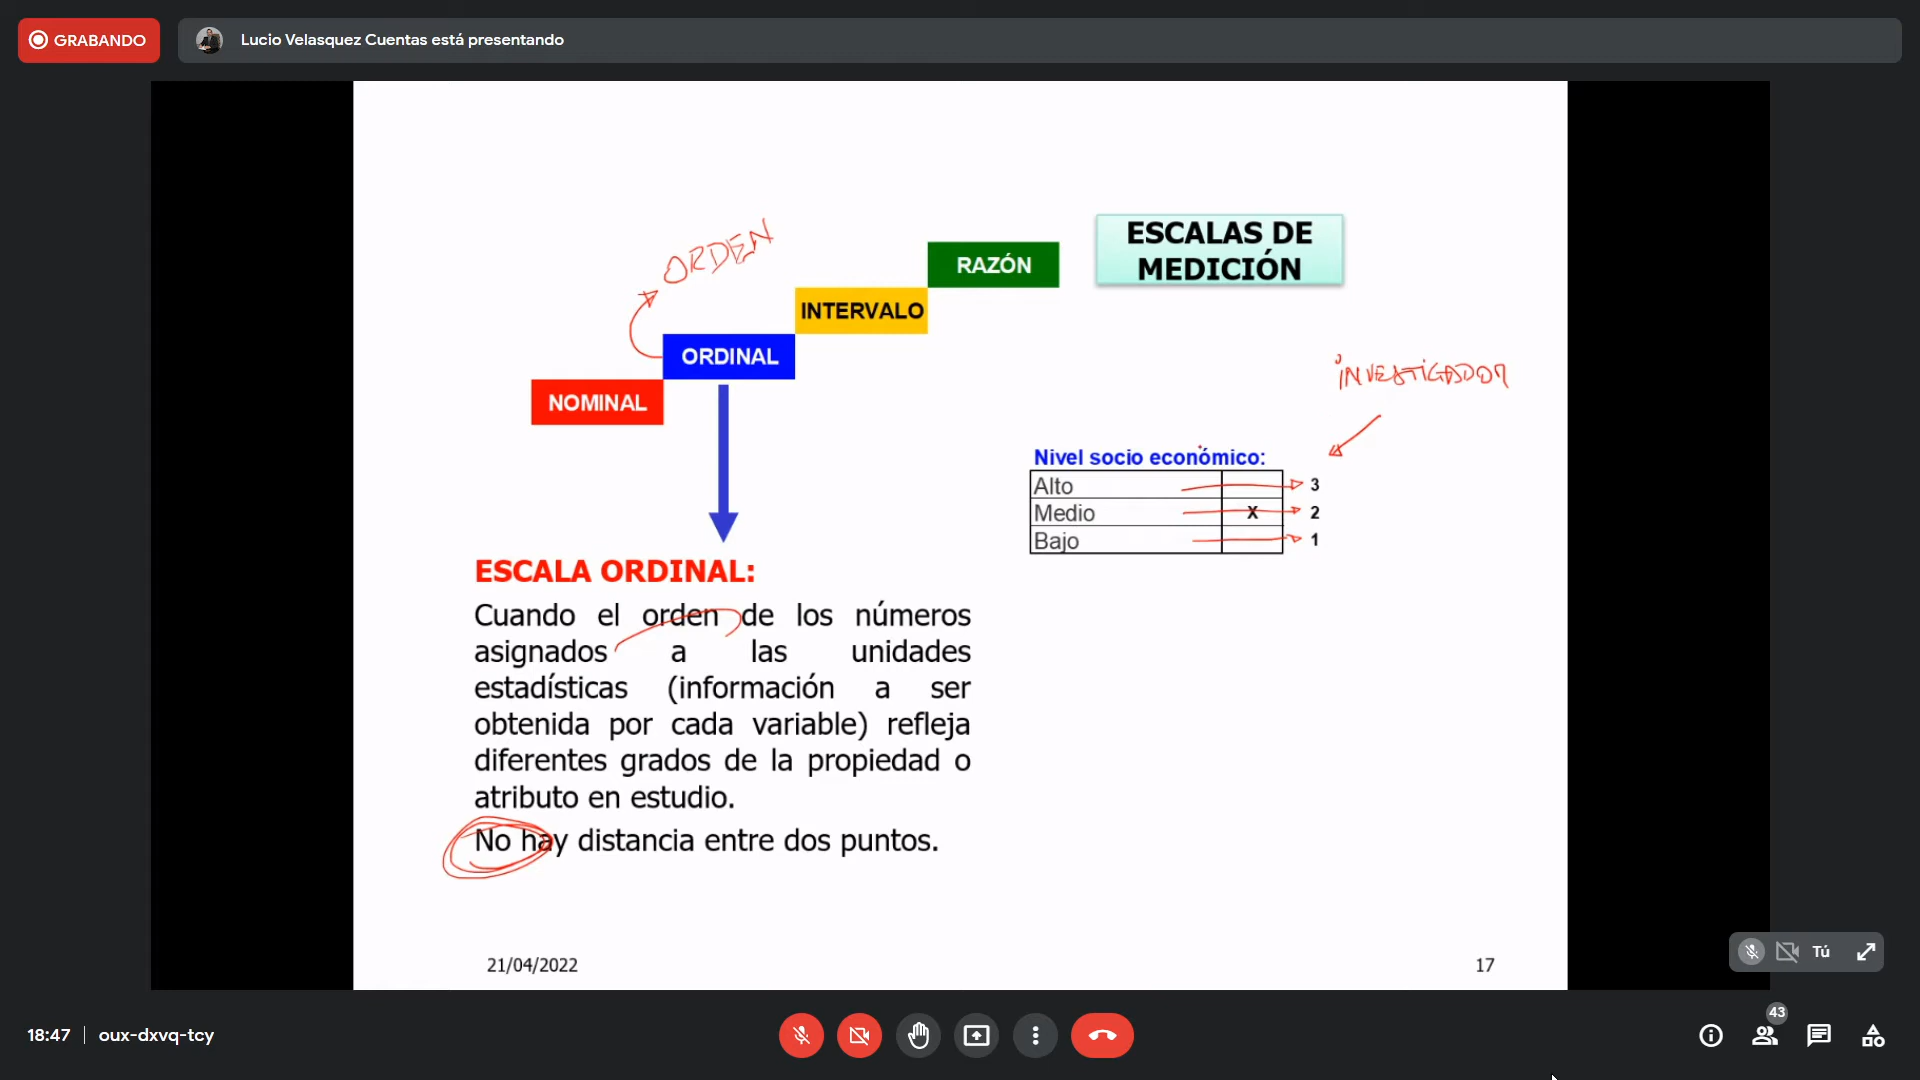 GRABANDO
Lucio Velasquez Cuentas está presentando
ESCALAS DE
MEDICIÓN
ORDEN
RAZÓN
INTERVALO
ORDINAL
NOMINAL
INVESTIGADOR
Nivel socio económico:
Alto 3
Medio X 2
Bajo 1
ESCALA ORDINAL:
Cuando el orden de los números
asignados a las unidades
estadísticas (información a ser
obtenida por cada variable) refleja
diferentes grados de la propiedad o
atributo en estudio.
No hay distancia entre dos puntos.
21/04/2022
17
Tú
18:47
oux-dxvq-tcy
43